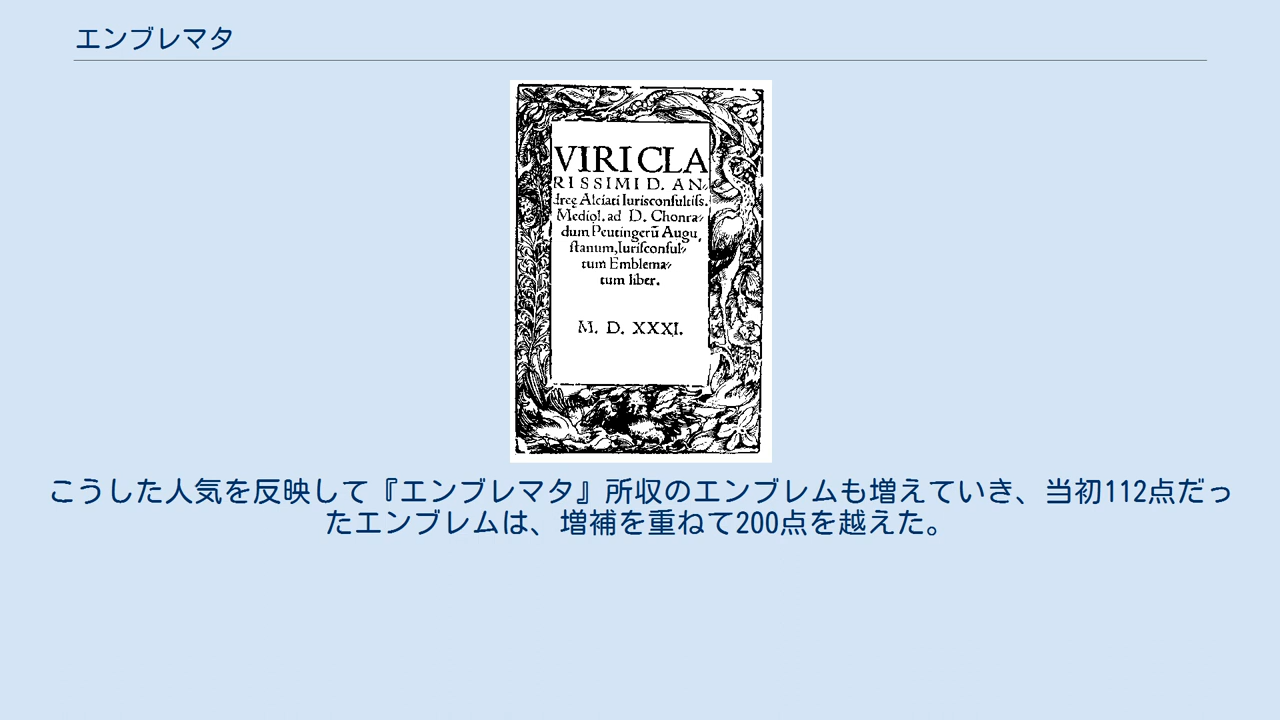 エンブレマタ
VIRI CLA
RISSIMI D. AN-
dreę Alciati Iurisconsultiss.
Mediol. ad D. Chonra-
dum Peutingerū Augu
stanum, Iurisconsul-
tum Emblema-
tum liber.
M. D. XXXI.
こうした人気を反映して『エンブレマタ』所収のエンブレムも増えていき、当初112点だっ
たエンブレムは、増補を重ねて200点を越えた。